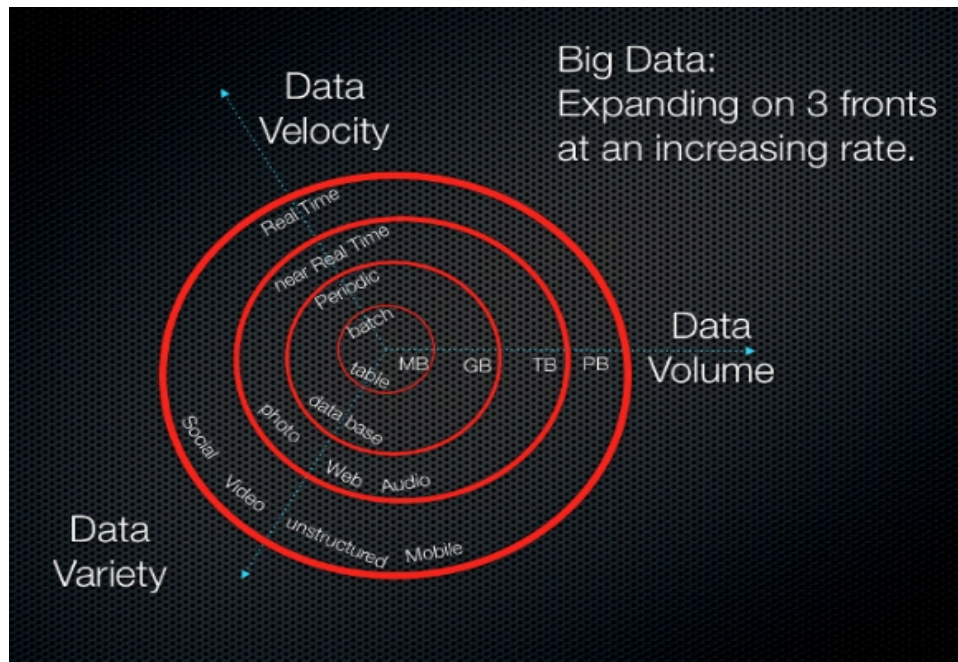 Big Data:
Expanding on 3 fronts
at an increasing rate.
Data
Velocity
Real Time
near Real Time
Periodic
batch
Data
Volume
MB GB TB PB
table
data base
photo Web Audio
Social Video unstructured Mobile
Data
Variety